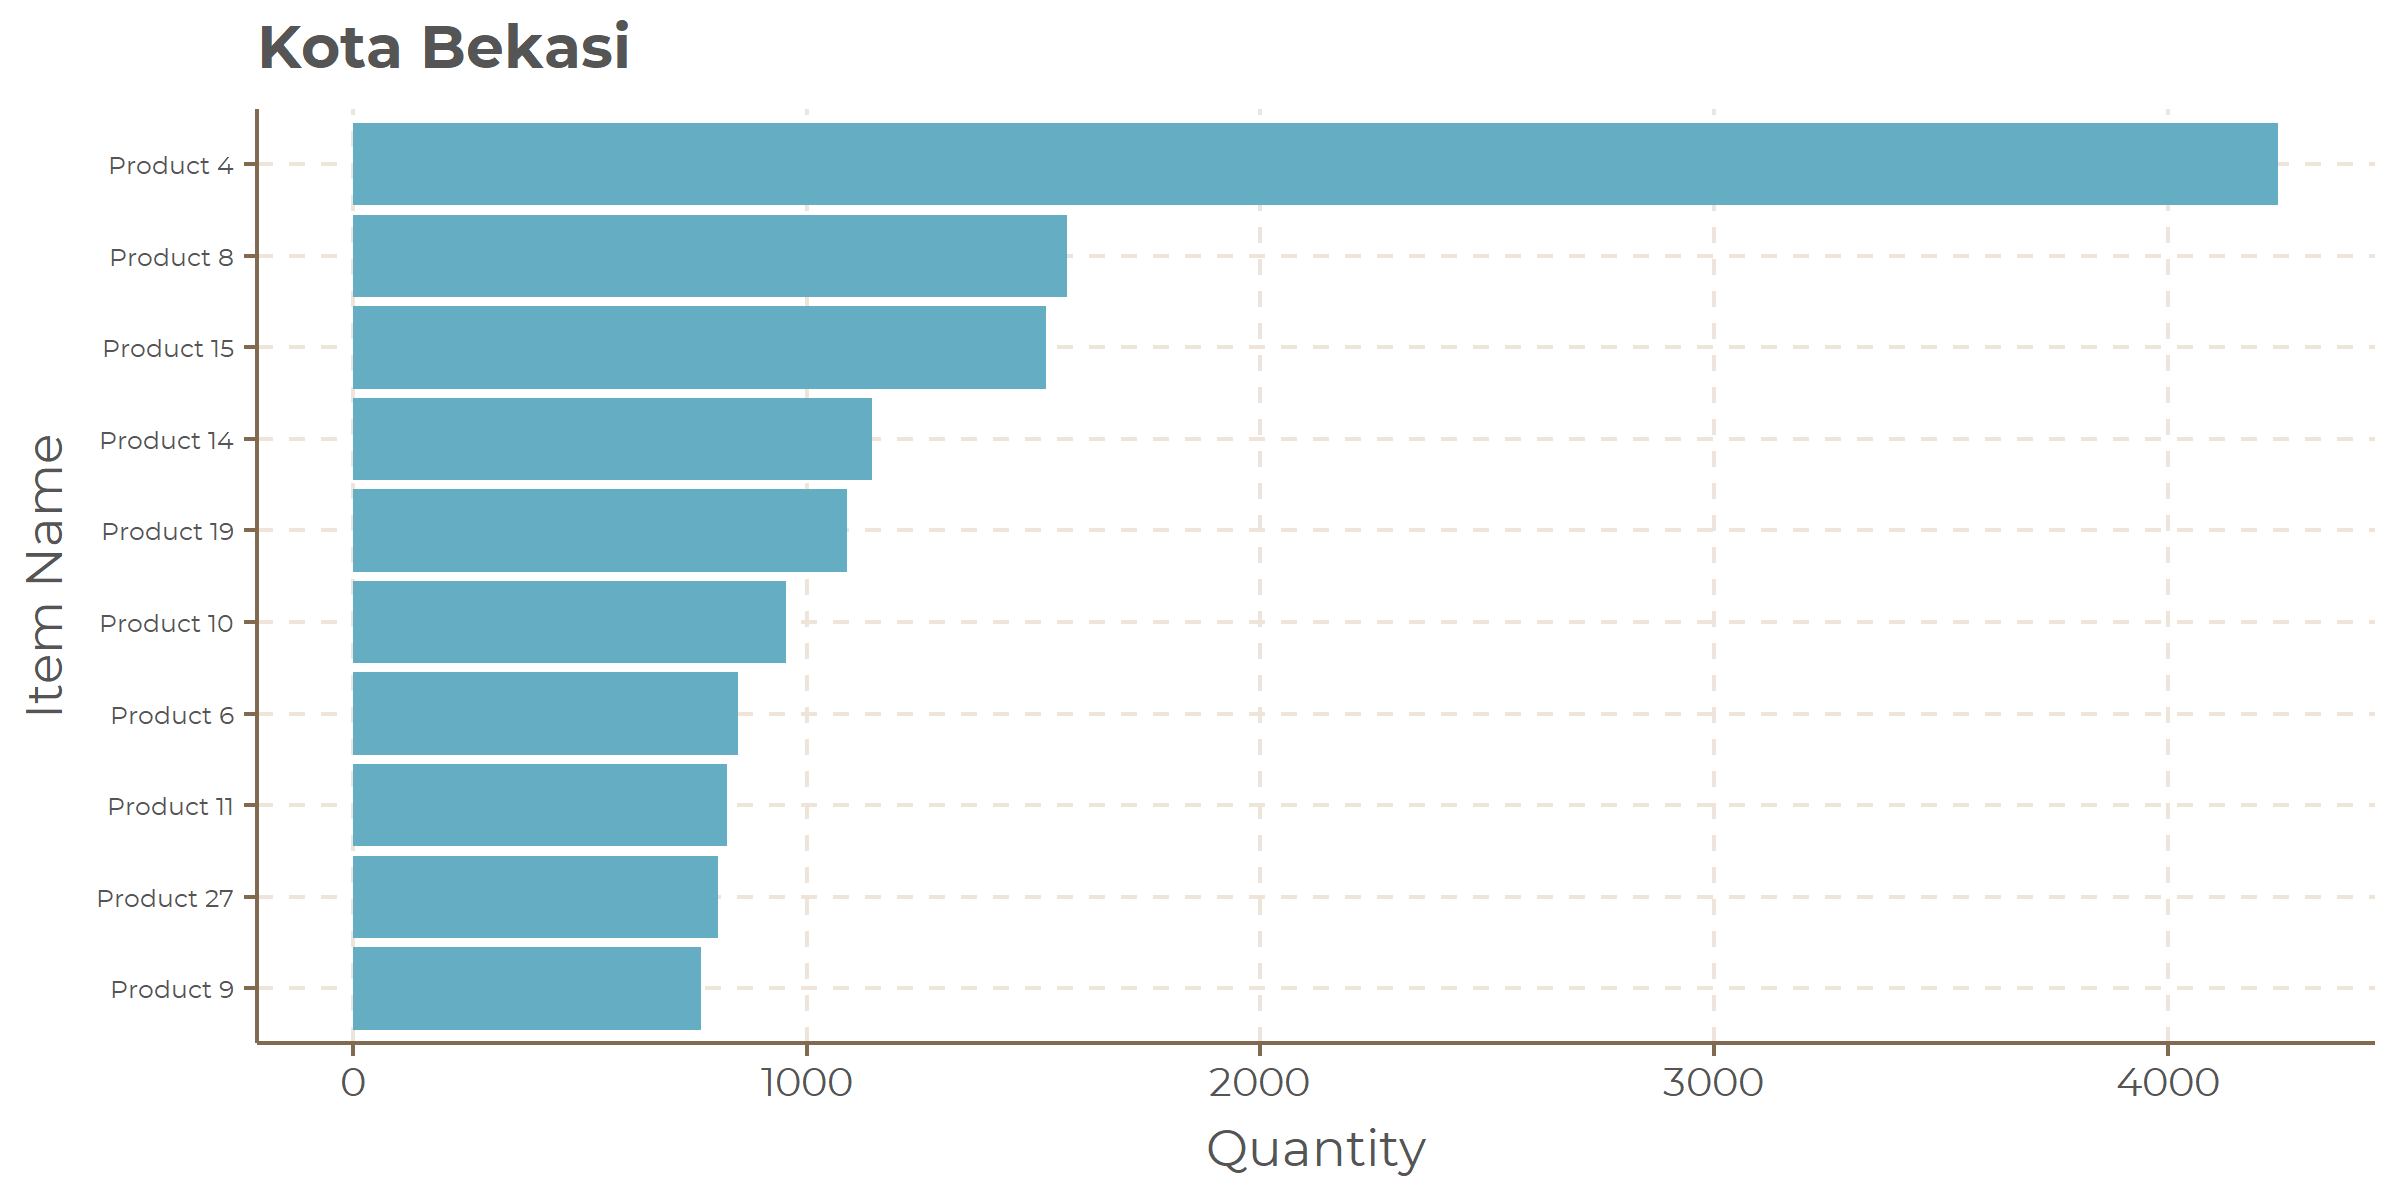 Kota Bekasi
Item Name
Product 4
Product 8
Product 15
Product 14
Product 19
Product 10
Product 6
Product 11
Product 27
Product 9
0 1000 2000 3000 4000
Quantity